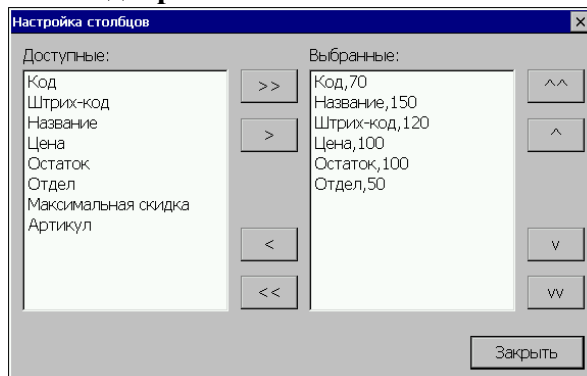 Настройка столбцов
×
Доступные:
Код
Штрих-код
Название
Цена
Остаток
Отдел
Максимальная скидка
Артикул
>>
>
<
<<
Выбранные:
Код,70
Название,150
Штрих-код,120
Цена,100
Остаток,100
Отдел,50
^^
^
v
vv
Закрыть